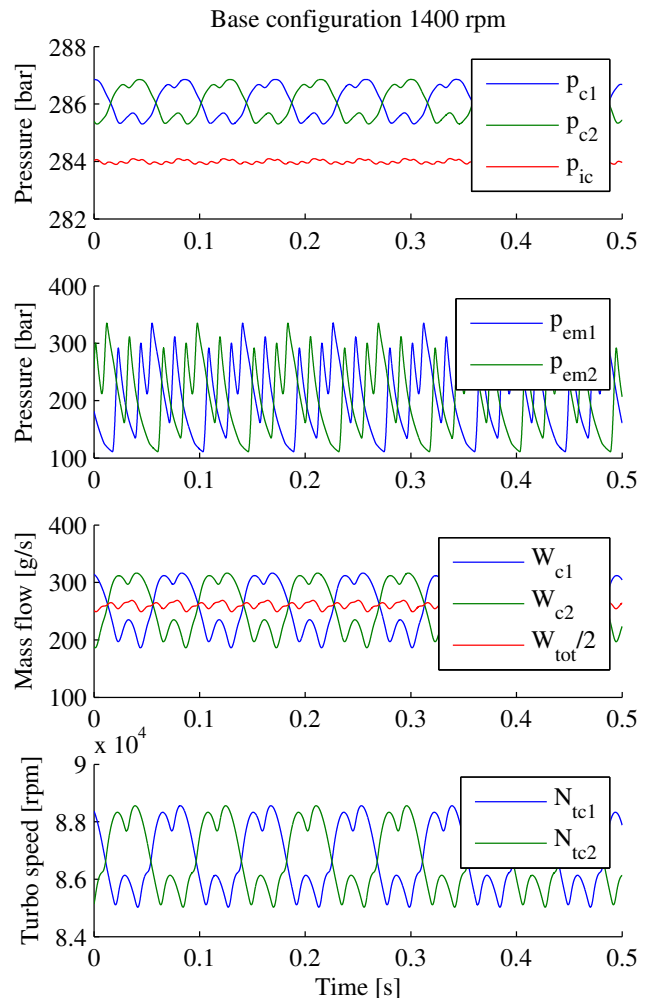 Base configuration 1400 rpm
288
286
284
282
Pressure [bar]
p_c1
p_c2
p_ic
0 0.1 0.2 0.3 0.4 0.5
400
300
200
100
Pressure [bar]
p_em1
p_em2
0 0.1 0.2 0.3 0.4 0.5
400
300
200
100
Mass flow [g/s]
W_c1
W_c2
W_tot/2
0 0.1 0.2 0.3 0.4 0.5
x 10^4
9
8.8
8.6
8.4
Turbo speed [rpm]
N_tc1
N_tc2
0 0.1 0.2 0.3 0.4 0.5
Time [s]